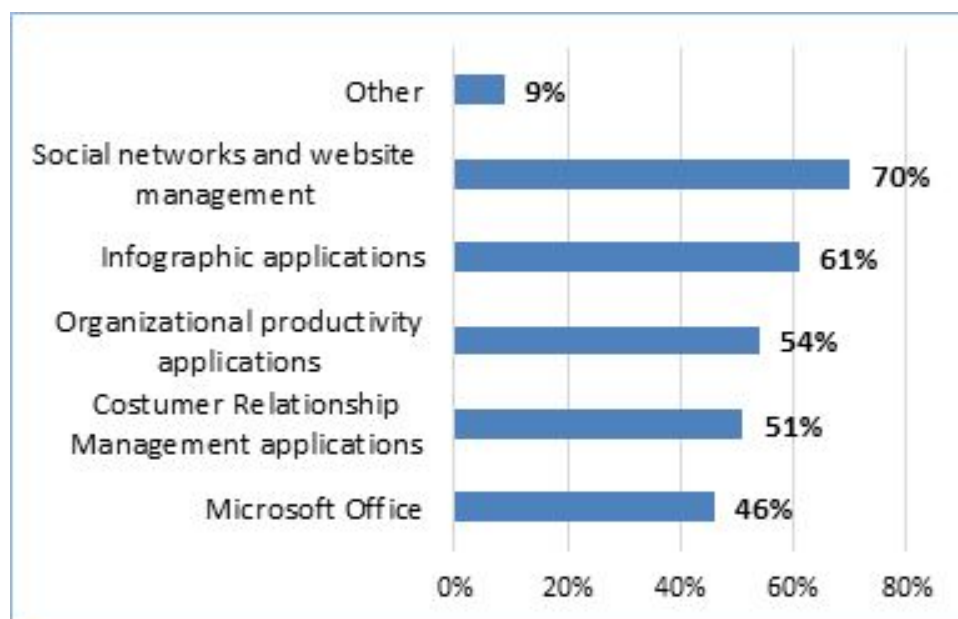 Other
9%
Social networks and website
management
70%
Infographic applications
61%
Organizational productivity
applications
54%
Costumer Relationship
Management applications
51%
Microsoft Office
46%
0% 20% 40% 60% 80%